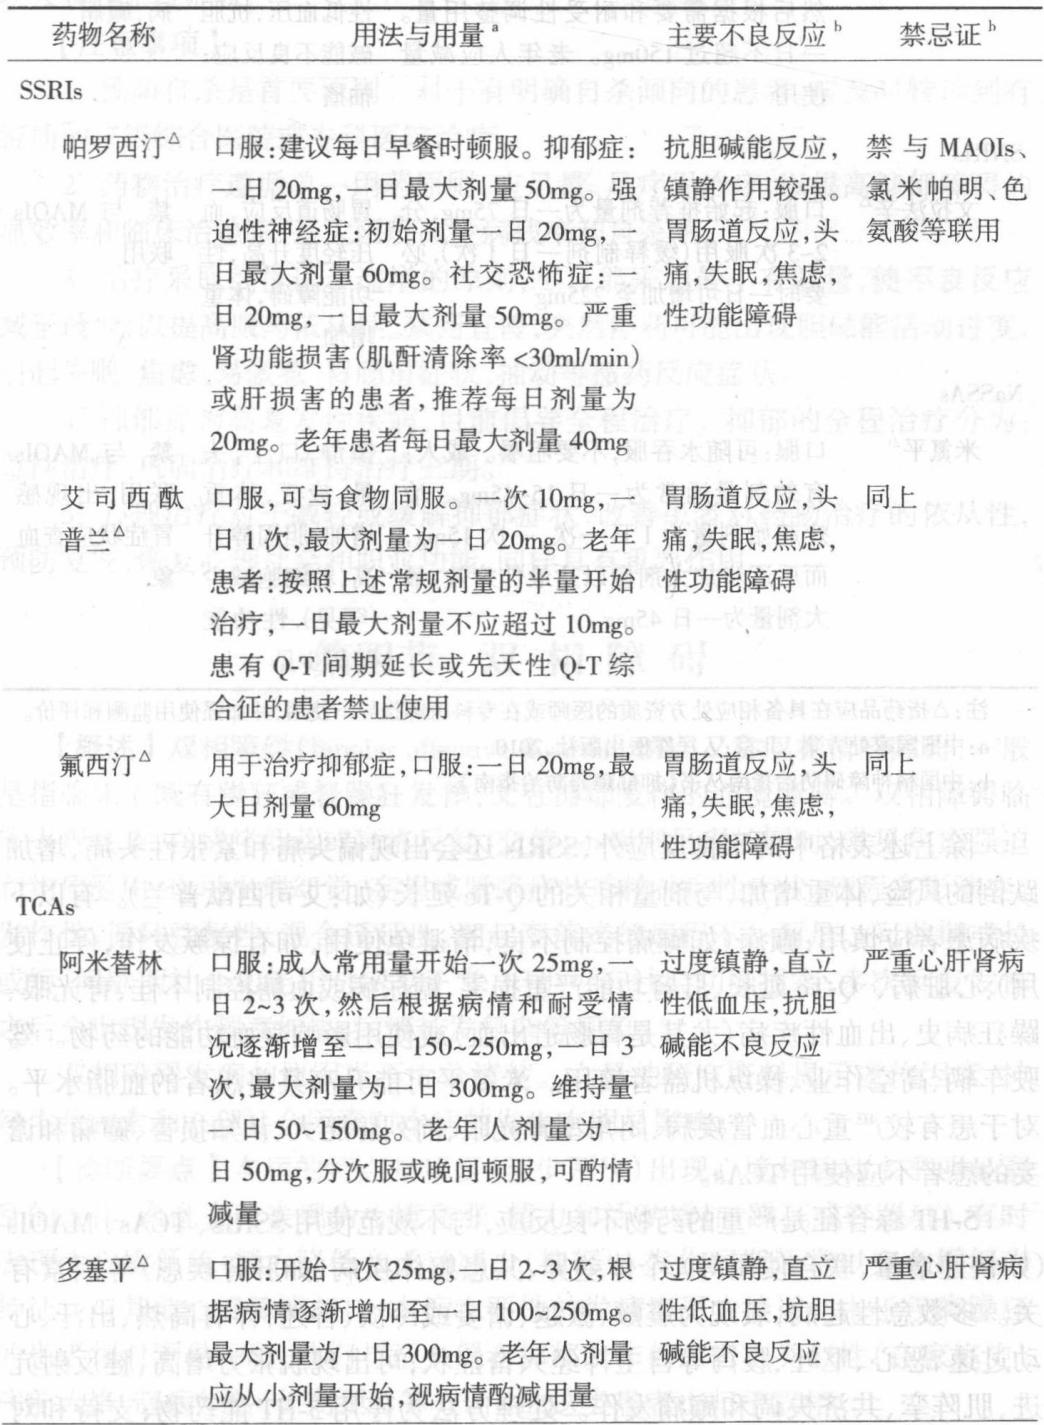 药物名称 用法与用量 a 主要不良反应 b 禁忌证 b
SSRIs
帕罗西汀△ 口服:建议每日早餐时顿服。抑郁症: 抗胆碱能反应, 禁与 MAOIs、
一日 20mg,一日最大剂量 50mg。强 镇静作用较强。 氯米帕明、色
迫性神经症:初始剂量一日 20mg,一 胃肠道反应,头 氨酸等联用
日最大剂量 60mg。社交恐怖症:一 痛,失眠,焦虑,
日 20mg,一日最大剂量 50mg。严重 性功能障碍
肾功能损害(肌酐清除率<30ml/min)
或肝损害的患者,推荐每日剂量为
20mg。老年患者每日最大剂量 40mg
艾司西酞 口服,可与食物同服。一次 10mg,一 胃肠道反应,头 同上
普兰△ 日 1 次,最大剂量为一日 20mg。老年 痛,失眠,焦虑,
患者:按照上述常规剂量的半量开始 性功能障碍
治疗,一日最大剂量不应超过 10mg。
患有 Q-T 间期延长或先天性 Q-T 综
合征的患者禁止使用
氟西汀△ 用于治疗抑郁症,口服:一日 20mg,最 胃肠道反应,头 同上
大日剂量 60mg 痛,失眠,焦虑,
性功能障碍
TCAs
阿米替林 口服:成人常用量开始一次 25mg,一 过度镇静,直立 严重心肝肾病
日 2~3 次,然后根据病情和耐受情 性低血压,抗胆
况逐渐增至一日 150~250mg,一日 3 碱能不良反应
次,最大剂量为一日 300mg。维持量
一日 50~150mg。老年人剂量为一
日 50mg,分次服或晚间顿服,可酌情
减量
多塞平△ 口服:开始一次 25mg,一日 2~3 次,根 过度镇静,直立 严重心肝肾病
据病情逐渐增加至一日 100~250mg。 性低血压,抗胆
最大剂量为一日 300mg。老年人剂量 碱能不良反应
应从小剂量开始,视病情酌减用量